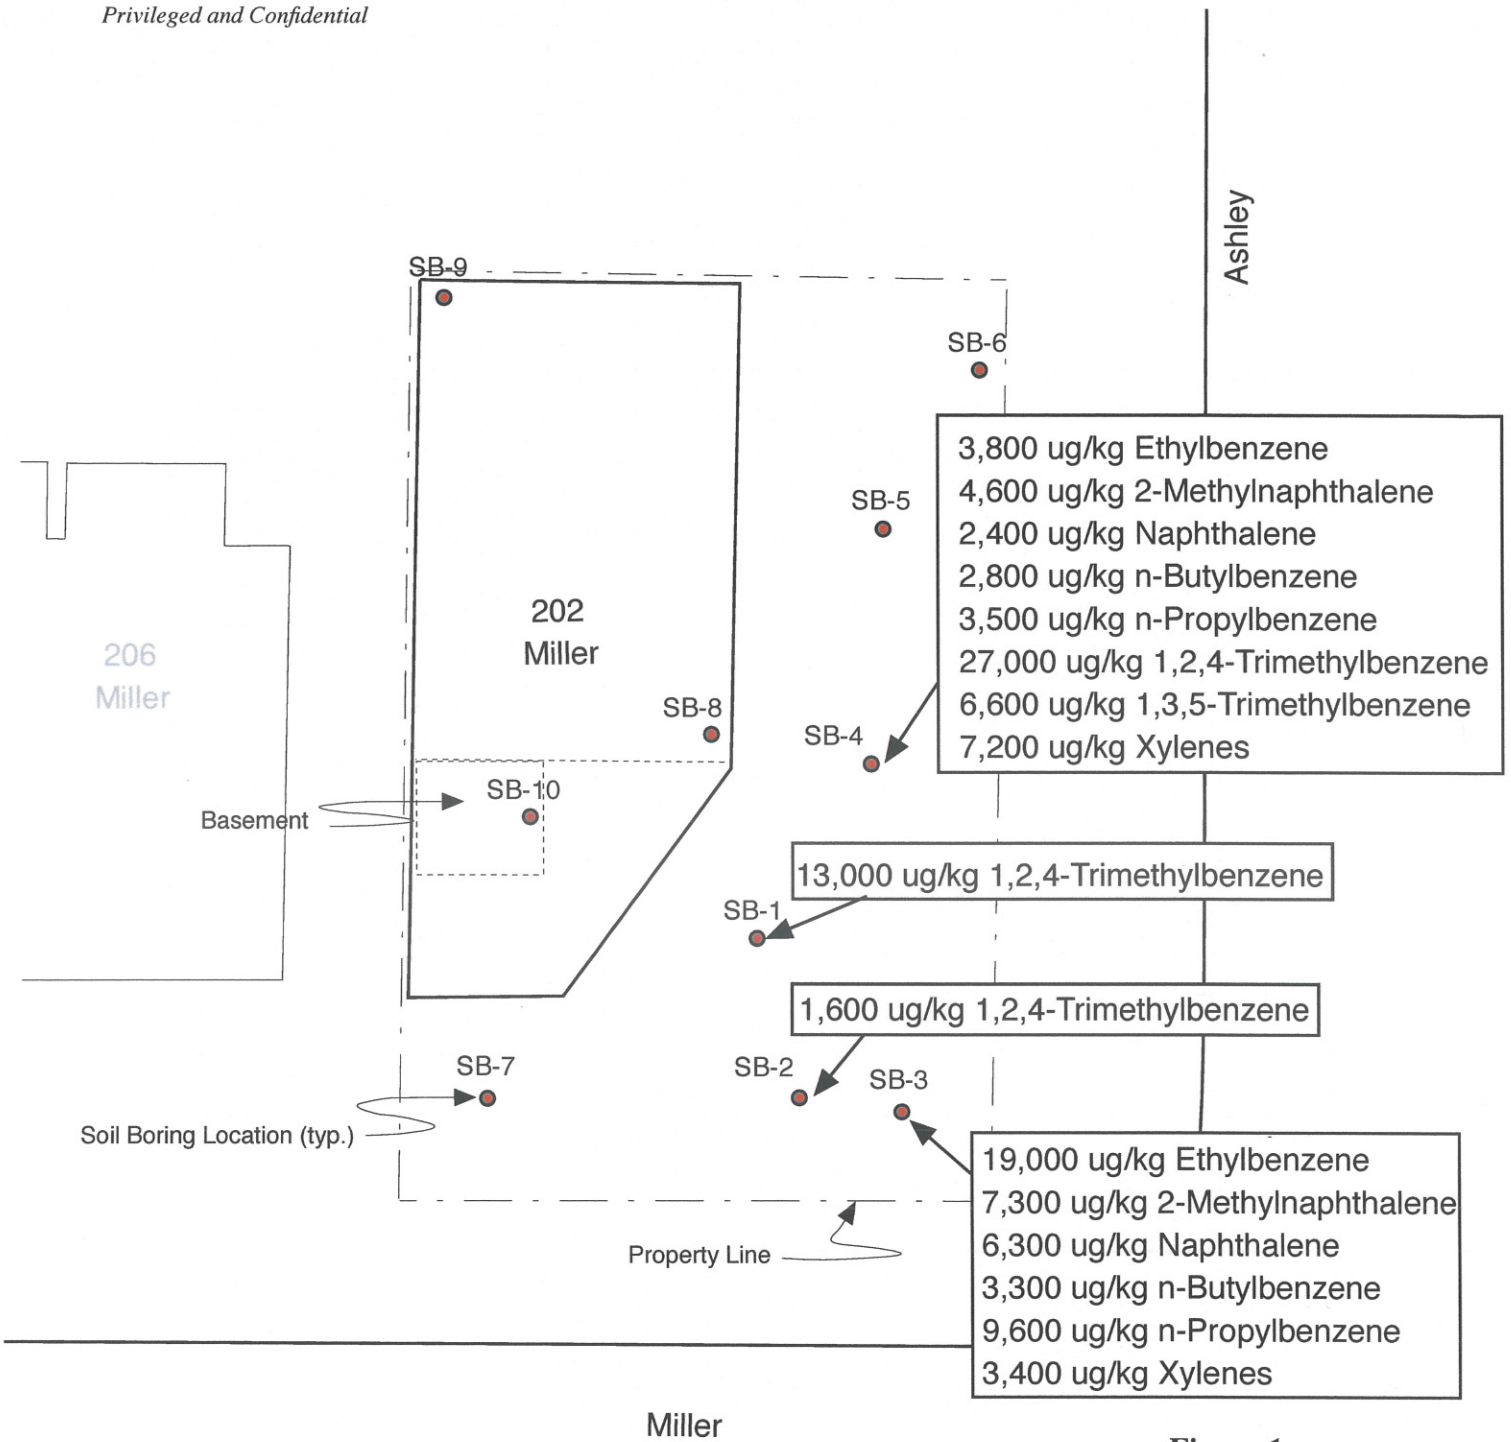 Privileged and Confidential
Ashley
SB-9
SB-6
3,800 ug/kg Ethylbenzene
4,600 ug/kg 2-Methylnaphthalene
2,400 ug/kg Naphthalene
2,800 ug/kg n-Butylbenzene
3,500 ug/kg n-Propylbenzene
27,000 ug/kg 1,2,4-Trimethylbenzene
6,600 ug/kg 1,3,5-Trimethylbenzene
7,200 ug/kg Xylenes
SB-5
202
Miller
206
Miller
SB-8
SB-4
SB-10
Basement
13,000 ug/kg 1,2,4-Trimethylbenzene
SB-1
1,600 ug/kg 1,2,4-Trimethylbenzene
SB-7
SB-2
SB-3
Soil Boring Location (typ.)
19,000 ug/kg Ethylbenzene
7,300 ug/kg 2-Methylnaphthalene
6,300 ug/kg Naphthalene
3,300 ug/kg n-Butylbenzene
9,600 ug/kg n-Propylbenzene
3,400 ug/kg Xylenes
Property Line
Miller